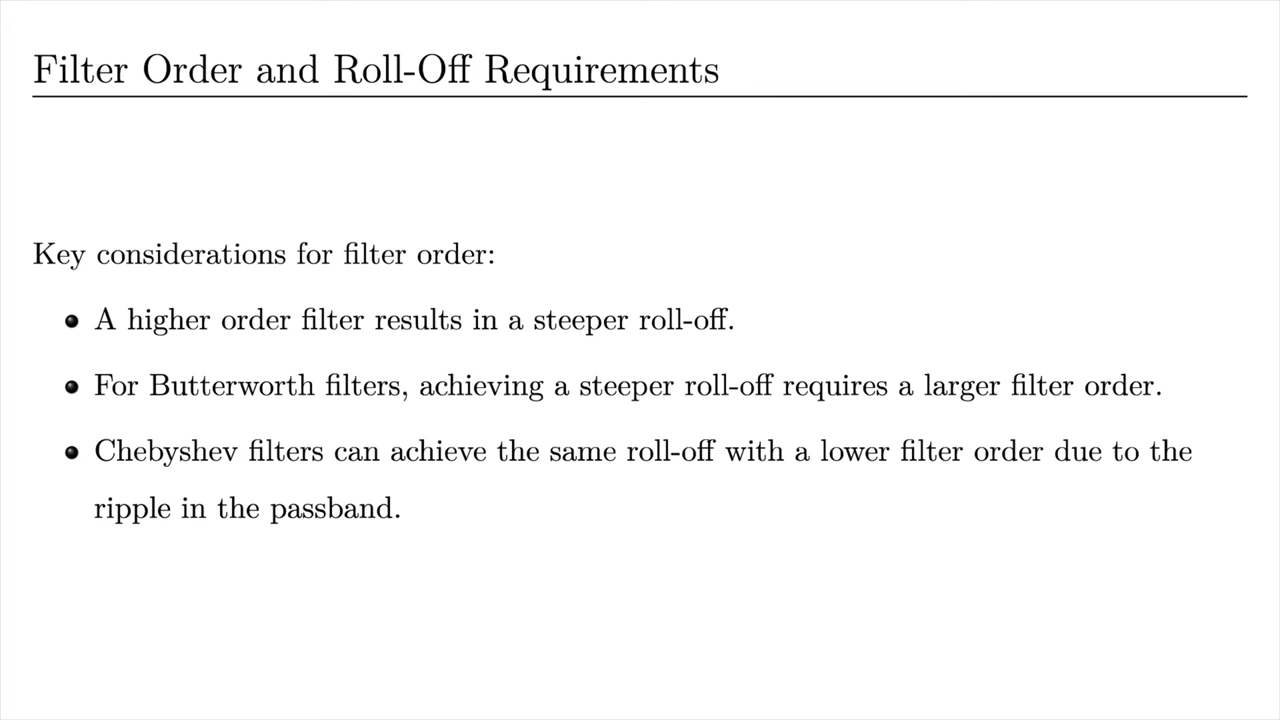 Filter Order and Roll-Off Requirements
Key considerations for filter order:
• A higher order filter results in a steeper roll-off.
• For Butterworth filters, achieving a steeper roll-off requires a larger filter order.
• Chebyshev filters can achieve the same roll-off with a lower filter order due to the
ripple in the passband.